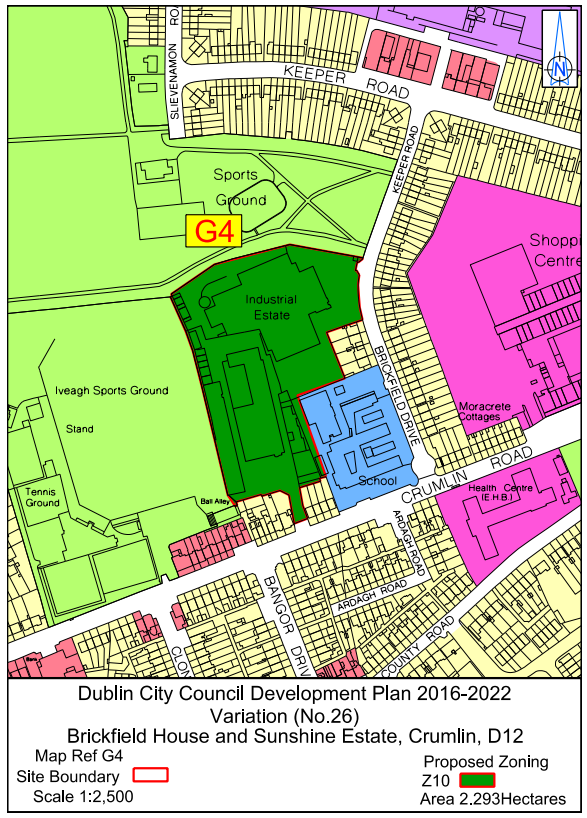 SLIEVENAMON RO
KEEPER ROAD
N
KEEPER ROAD
Sports
Ground
G4
Shoppi
Centre
Industrial
Estate
BRICKFIELD DRIVE
Iveagh Sports Ground
Stand
Moracrete
Cottages
School
CRUMLIN ROAD
Tennis
Ground
Ball Alley
Health Centre
(E.H.B.)
ARDAGH ROAD
ARDAGH ROAD
BANGOR DRIV
COUNTY ROAD
CLON
Dublin City Council Development Plan 2016-2022
Variation (No.26)
Brickfield House and Sunshine Estate, Crumlin, D12
Map Ref G4
Site Boundary
Scale 1:2,500
Proposed Zoning
Z10
Area 2.293Hectares